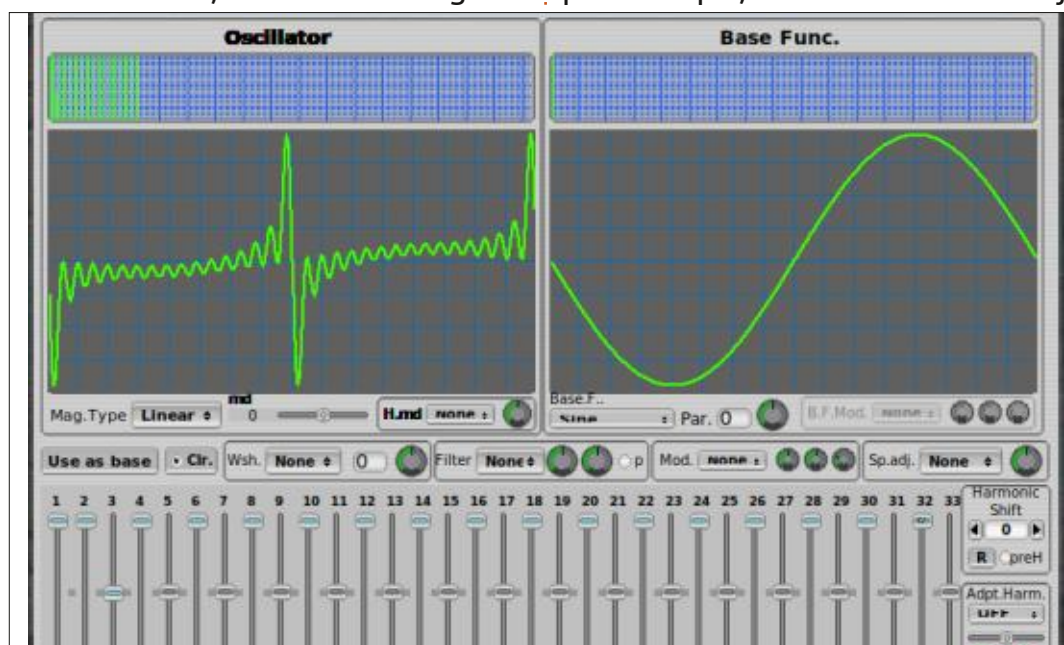 Oscillator Base Func.
Mag.Type Linear md 0 H.md None Base.F.. Sine Par. 0 B.F.Mod. None
Use as base Clr. Wsh. None 0 Filter None p Mod. None Sp.adj. None
1 2 3 4 5 6 7 8 9 10 11 12 13 14 15 16 17 18 19 20 21 22 23 24 25 26 27 28 29 30 31 32 33
Harmonic
Shift
0
R preH
Adpt.Harm.
OFF